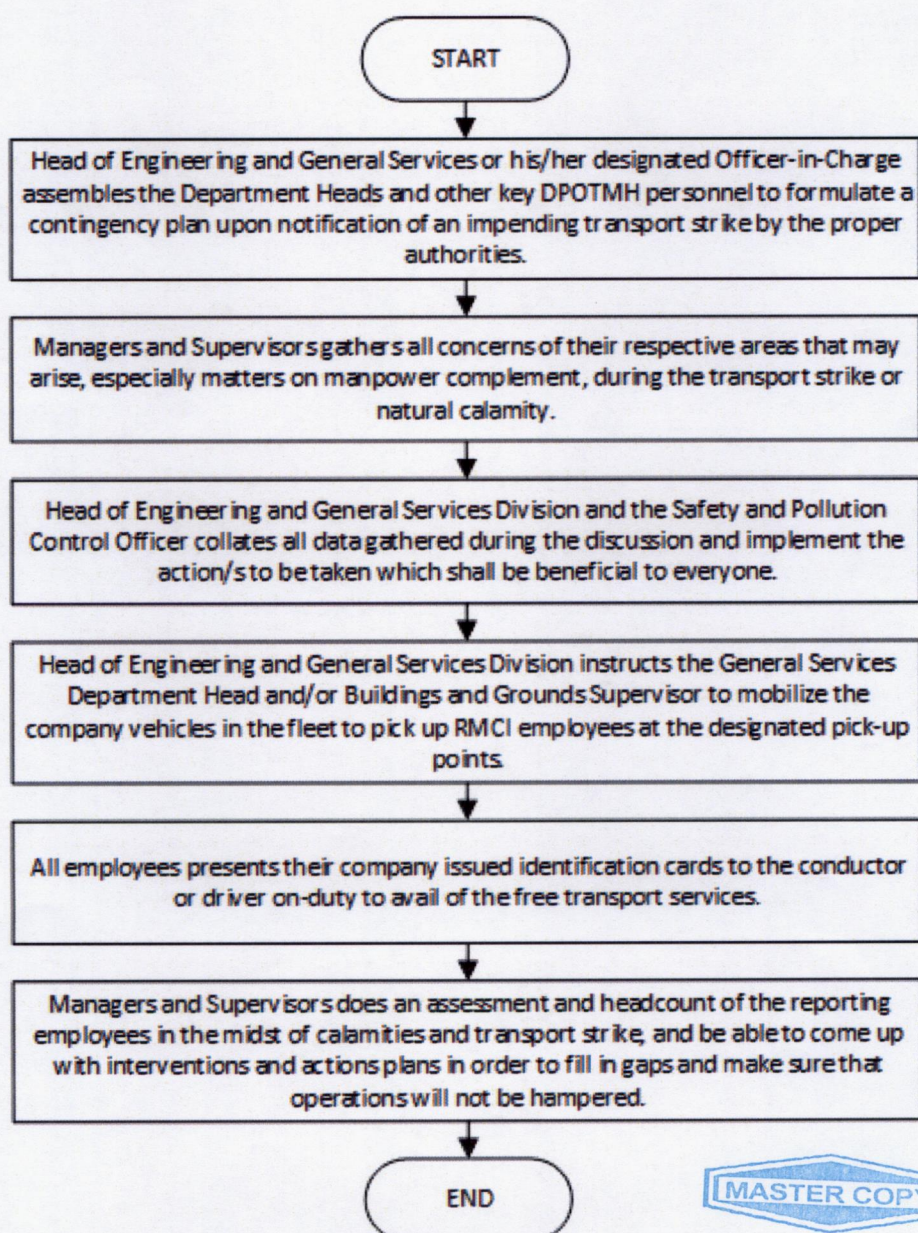 START
Head of Engineering and General Services or his/her designated Officer-in-Charge
assembles the Department Heads and other key DPOTMH personnel to formulate a
contingency plan upon notification of an impending transport strike by the proper
authorities.
Managers and Supervisors gathers all concerns of their respective areas that may
arise, especially matters on manpower complement, during the transport strike or
natural calamity.
Head of Engineering and General Services Division and the Safety and Pollution
Control Officer collates all data gathered during the discussion and implement the
action/s to be taken which shall be beneficial to everyone.
Head of Engineering and General Services Division instructs the General Services
Department Head and/or Buildings and Grounds Supervisor to mobilize the
company vehicles in the fleet to pick up RMCI employees at the designated pick-up
points.
All employees presents their company issued identification cards to the conductor
or driver on-duty to avail of the free transport services.
Managers and Supervisors does an assessment and headcount of the reporting
employees in the midst of calamities and transport strike, and be able to come up
with interventions and actions plans in order to fill in gaps and make sure that
operations will not be hampered.
END
MASTER COPY